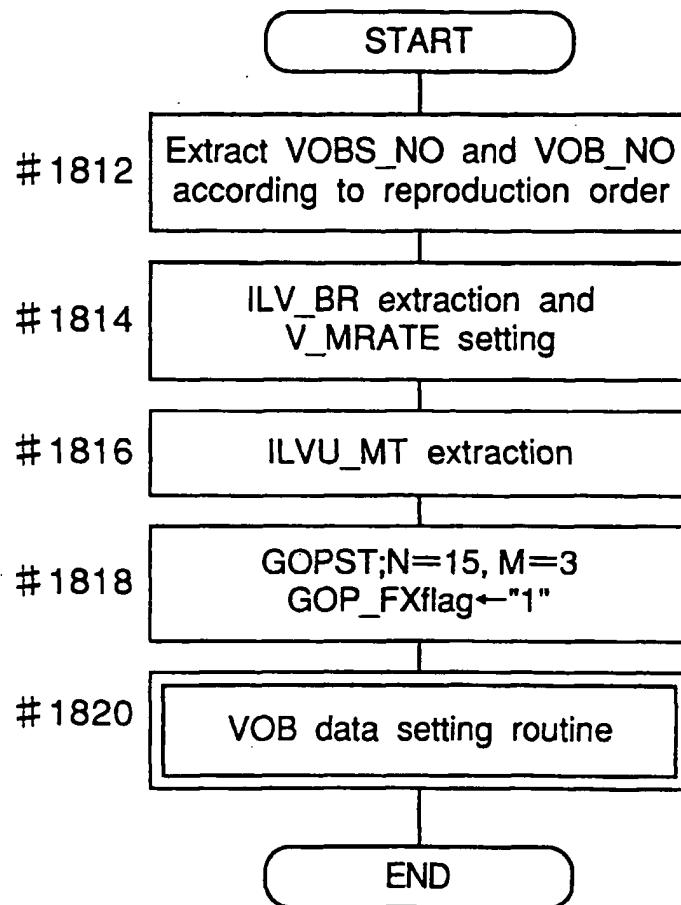 START
#1812
Extract VOBS_NO and VOB_NO
according to reproduction order
#1814
ILV_BR extraction and
V_MRATE setting
#1816
ILVU_MT extraction
#1818
GOPST;N=15, M=3
GOP_FXflag←"1"
#1820
VOB data setting routine
END